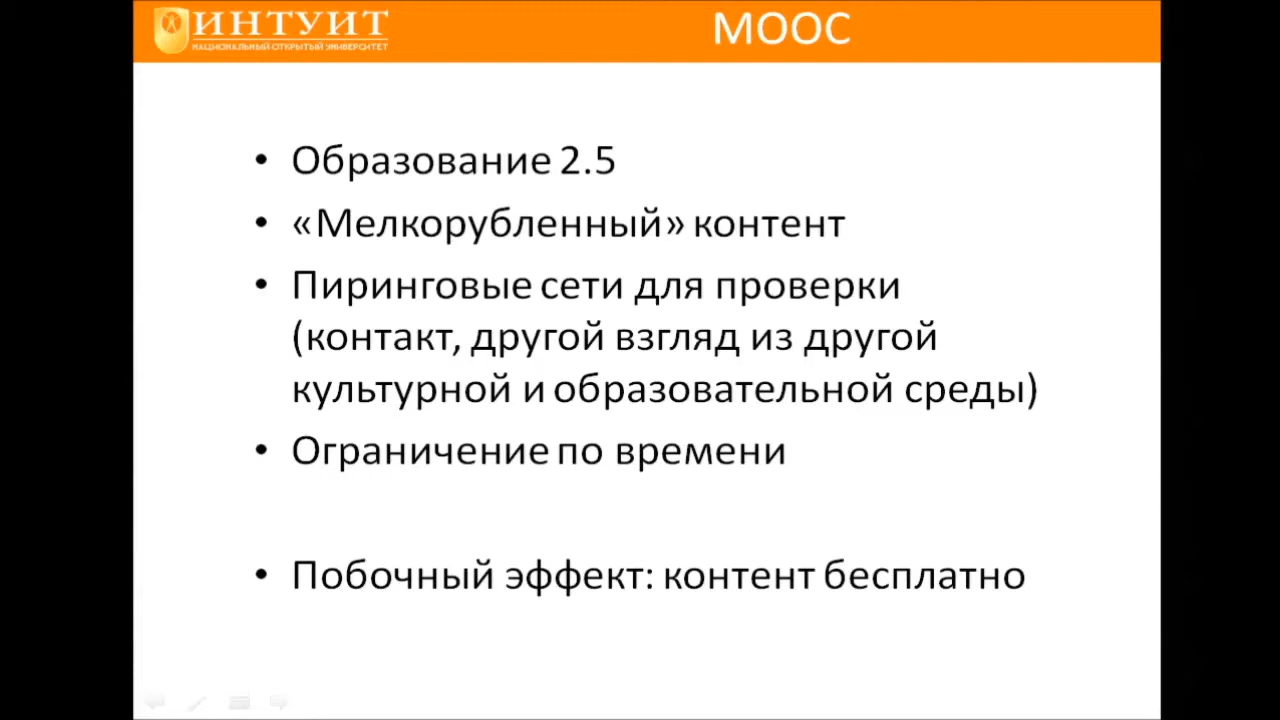 ИНТУИТ
НАЦИОНАЛЬНЫЙ ОТКРЫТЫЙ УНИВЕРСИТЕТ
МООС
• Образование 2.5
• «Мелкорубленный» контент
• Пиринговые сети для проверки
(контакт, другой взгляд из другой
культурной и образовательной среды)
• Ограничение по времени
• Побочный эффект: контент бесплатно